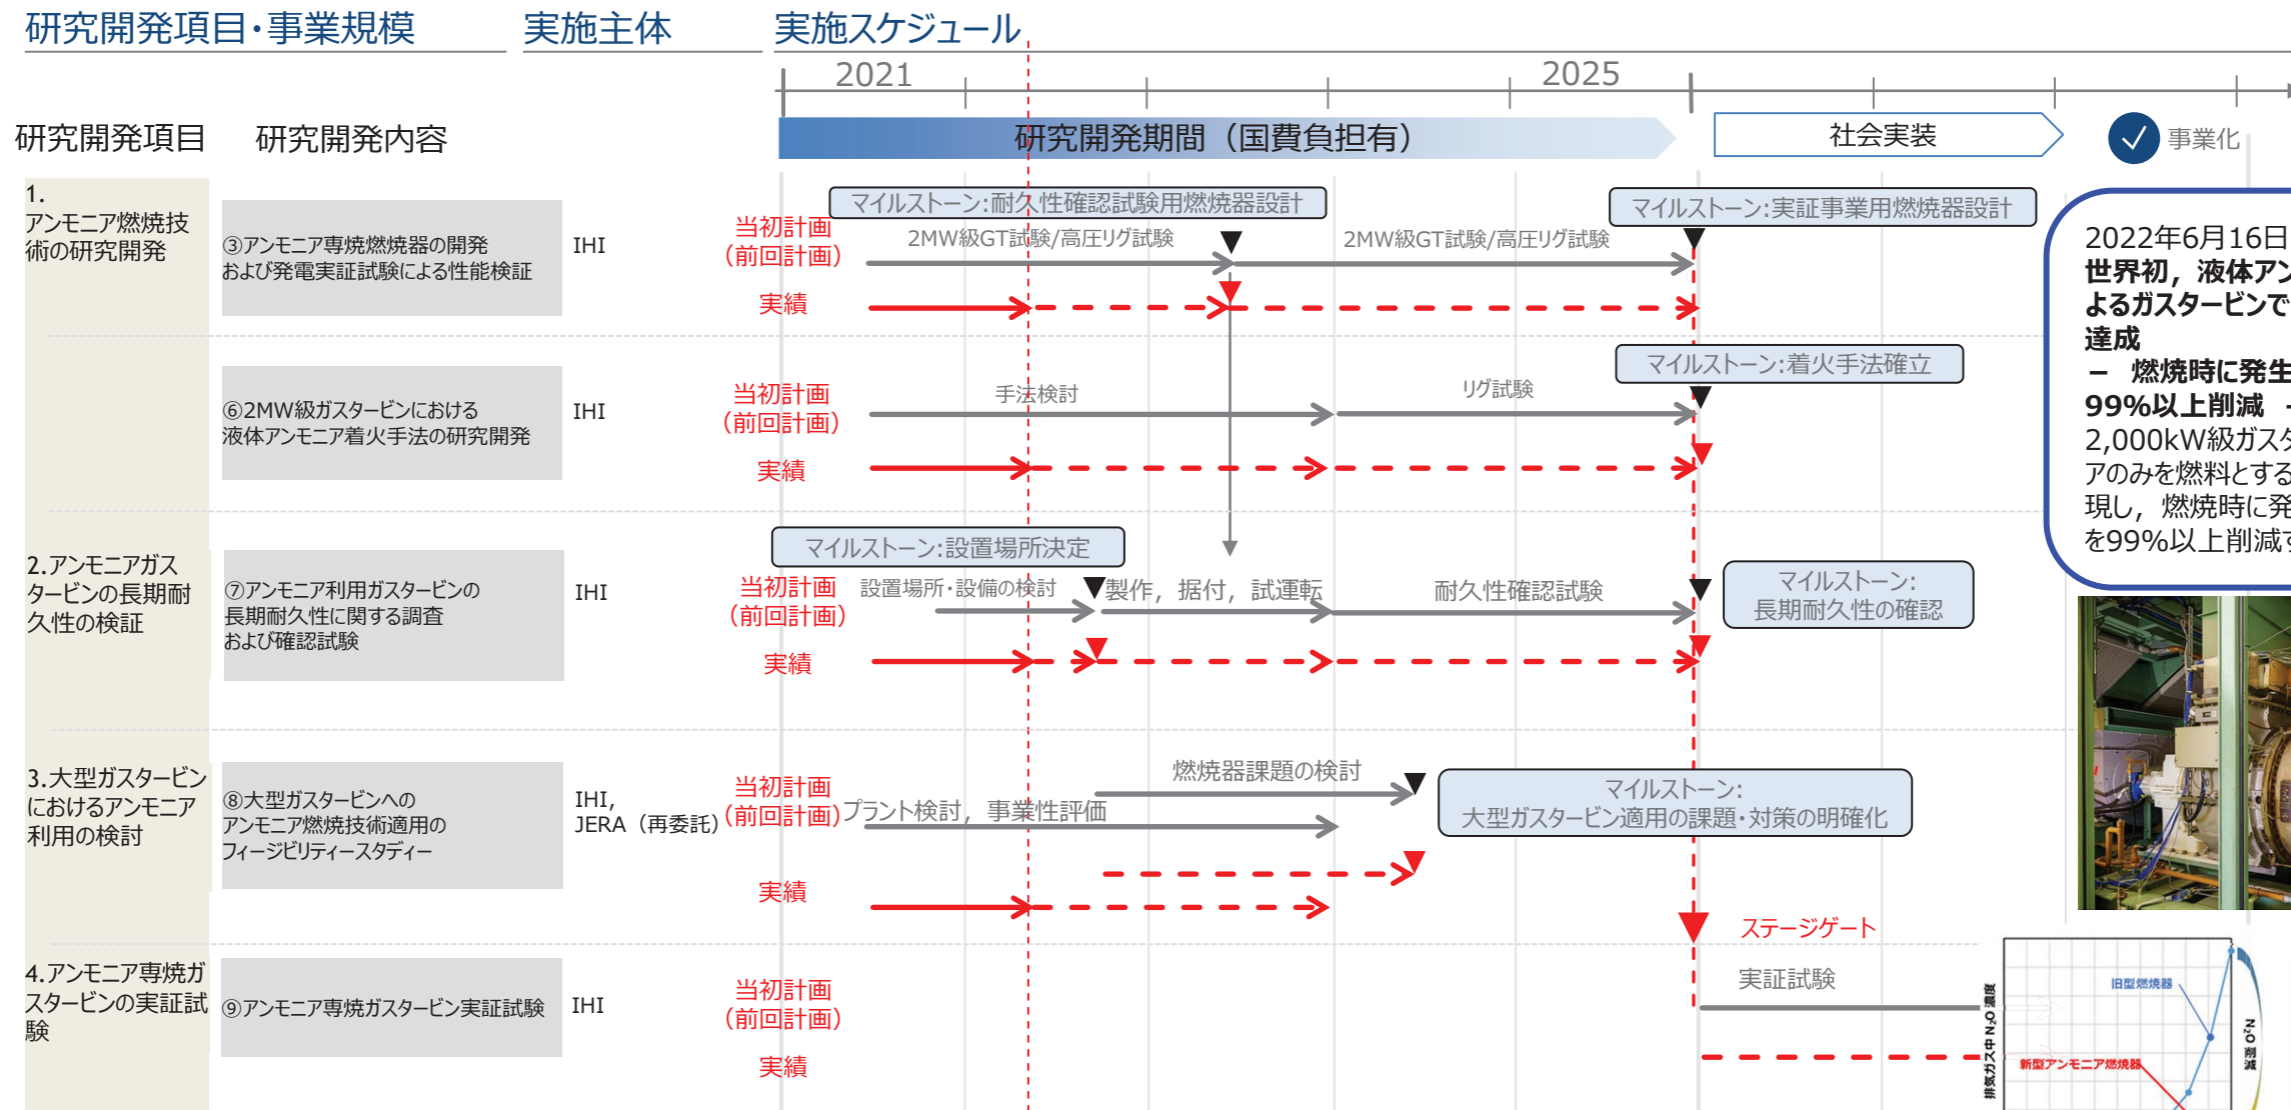 研究開発項目・事業規模
実施主体
実施スケジュール
2021
2025
研究開発項目
研究開発内容
研究開発期間（国費負担有）
社会実装
事業化
1.
アンモニア燃焼技
術の研究開発
③アンモニア専焼燃焼器の開発
および発電実証試験による性能検証
IHI
当初計画
（前回計画）
実績
マイルストーン:耐久性確認試験用燃焼器設計
2MW級GT試験/高圧リグ試験
2MW級GT試験/高圧リグ試験
マイルストーン:実証事業用燃焼器設計
⑥2MW級ガスタービンにおける
液体アンモニア着火手法の研究開発
IHI
当初計画
（前回計画）
実績
手法検討
リグ試験
マイルストーン:着火手法確立
2.アンモニアガス
タービンの長期耐
久性の検証
⑦アンモニア利用ガスタービンの
長期耐久性に関する調査
および確認試験
IHI
当初計画
（前回計画）
実績
マイルストーン:設置場所決定
設置場所・設備の検討
製作，据付，試運転
耐久性確認試験
マイルストーン:
長期耐久性の確認
3.大型ガスタービン
におけるアンモニア
利用の検討
⑧大型ガスタービンへの
アンモニア燃焼技術適用の
フィージビリティースタディー
IHI,
JERA（再委託）
当初計画
（前回計画）
実績
燃焼器課題の検討
プラント検討，事業性評価
マイルストーン:
大型ガスタービン適用の課題・対策の明確化
ステージゲート
4.アンモニア専焼ガ
スタービンの実証試
験
⑨アンモニア専焼ガスタービン実証試験
IHI
当初計画
（前回計画）
実績
実証試験
2022年6月16日
世界初，液体アン
よるガスタービンで
達成
－ 燃焼時に発生
99%以上削減
2,000kW級ガスタ
アのみを燃料とする
現し，燃焼時に発
を99%以上削減す
排気ガス中 N₂O 濃度
旧型燃焼器
新型アンモニア燃焼器
N₂O 削減